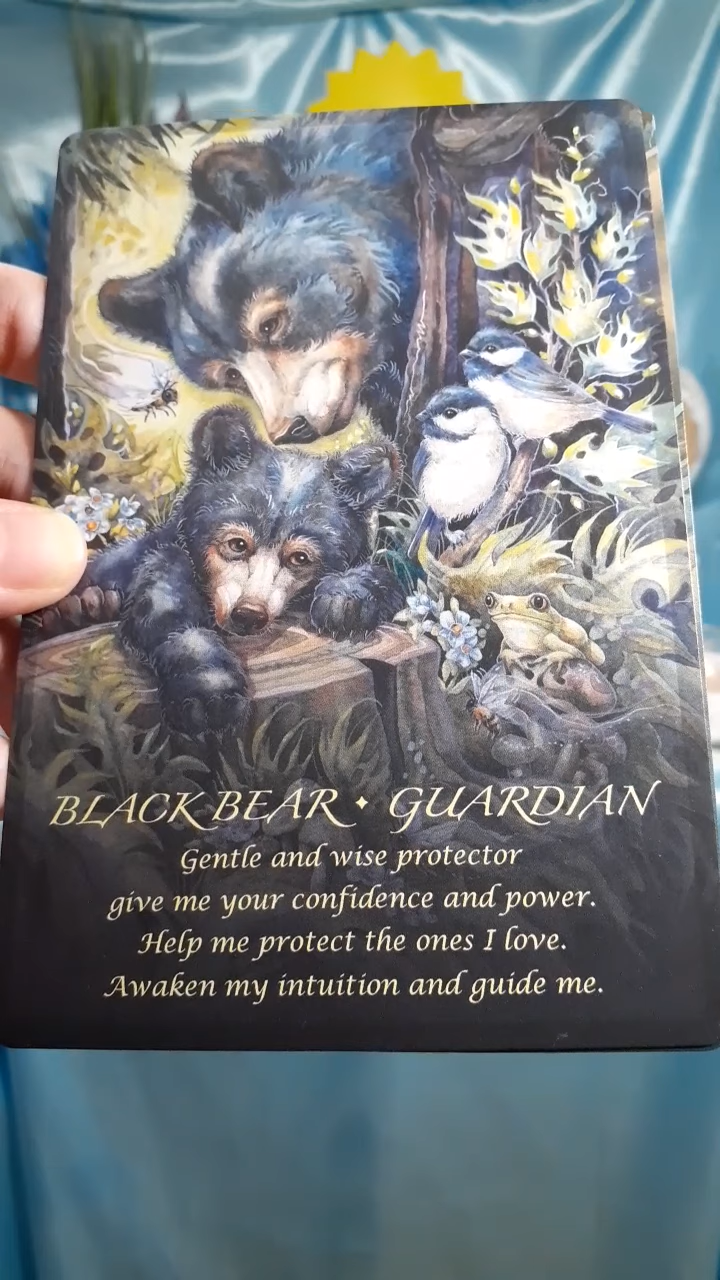 BLACK BEAR ✦ GUARDIAN
Gentle and wise protector
give me your confidence and power.
Help me protect the ones I love.
Awaken my intuition and guide me.